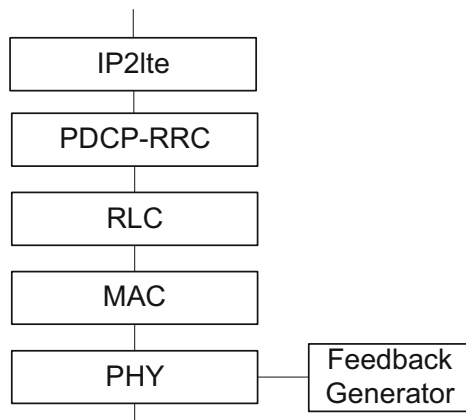 IP2lte
PDCP-RRC
RLC
MAC
PHY
Feedback
Generator